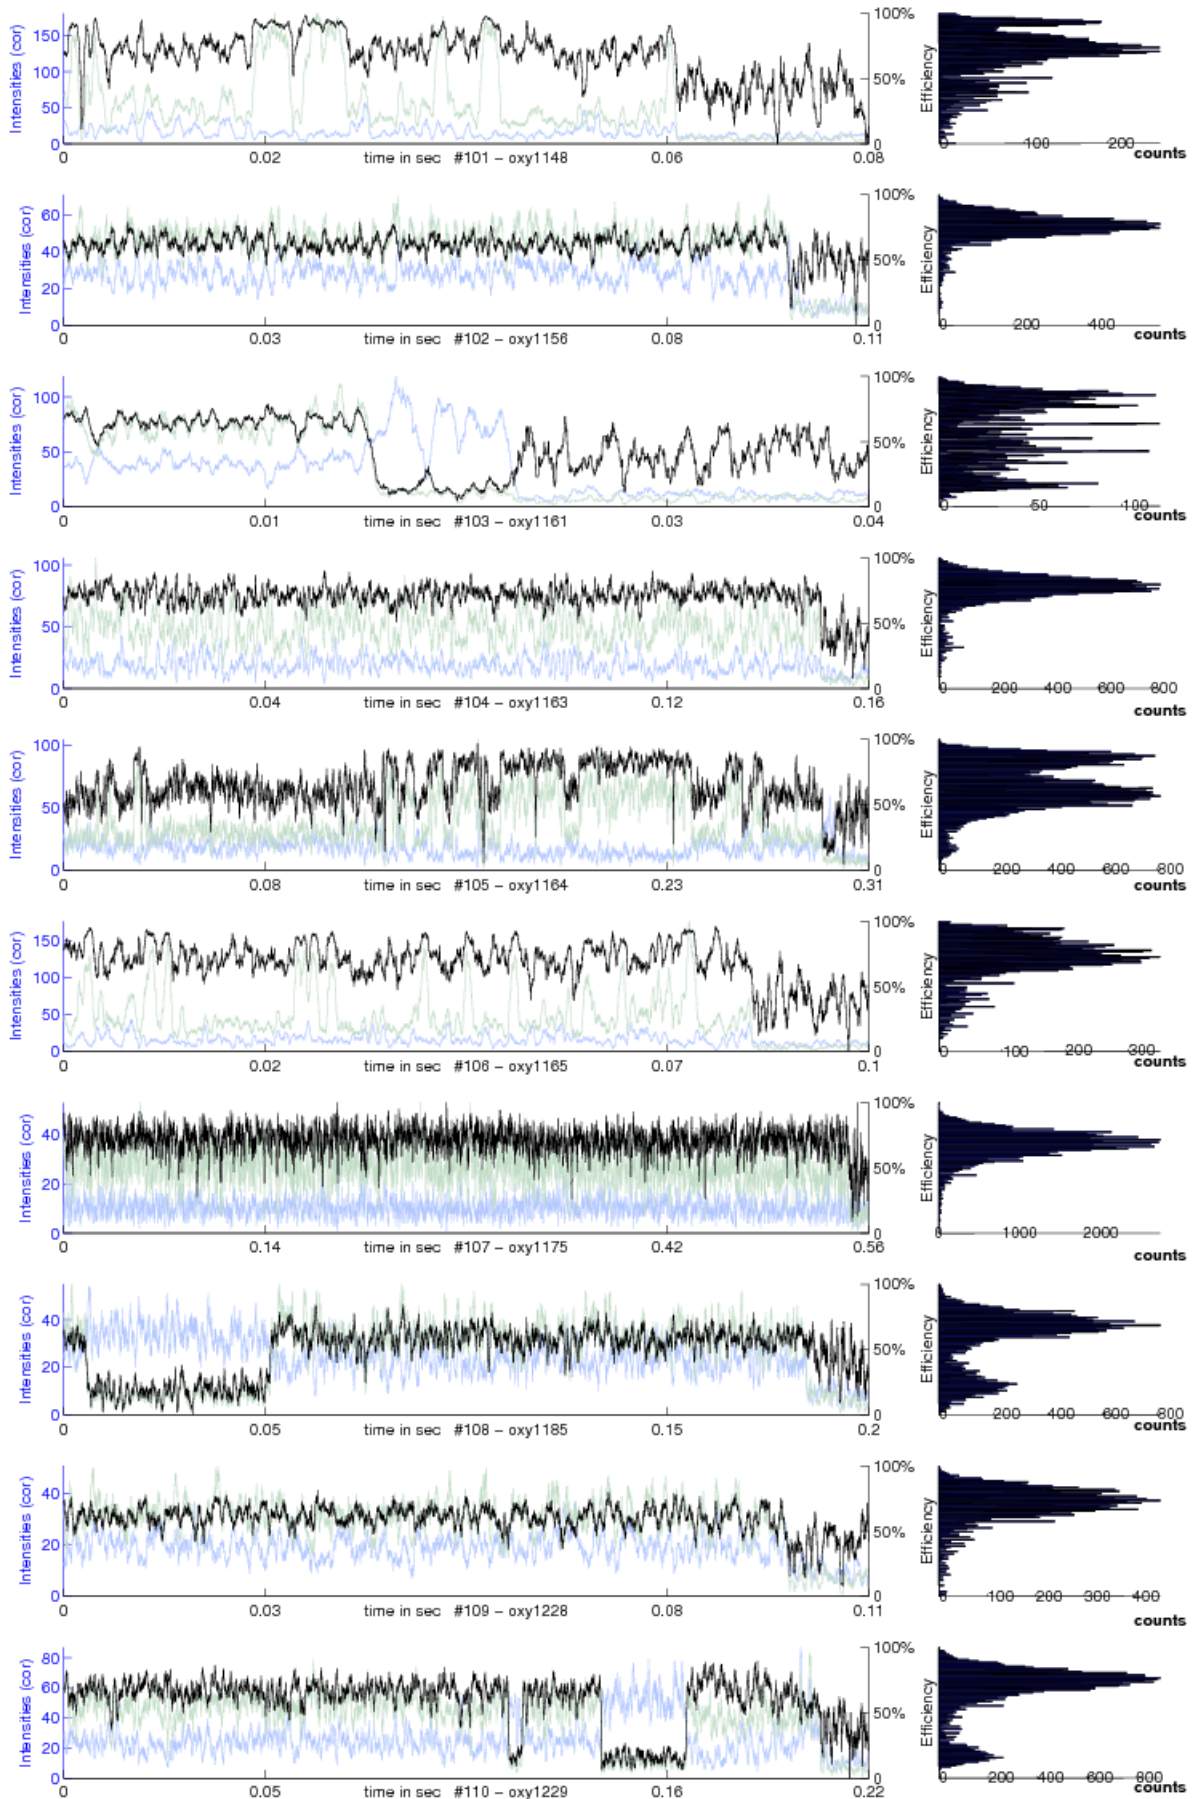 Intensities (cor)
150
100
50
0
100%
50%
0
0 0.02 time in sec #101 – oxy1148 0.06 0.08
Efficiency
0 100 200
counts
Intensities (cor)
60
40
20
0
100%
50%
0
0 0.03 time in sec #102 – oxy1156 0.08 0.11
Efficiency
0 200 400
counts
Intensities (cor)
100
50
0
100%
50%
0
0 0.01 time in sec #103 – oxy1161 0.03 0.04
Efficiency
0 50 100
counts
Intensities (cor)
100
50
0
100%
50%
0
0 0.04 time in sec #104 – oxy1163 0.12 0.16
Efficiency
0 200 400 600 800
counts
Intensities (cor)
100
50
0
100%
50%
0
0 0.08 time in sec #105 – oxy1164 0.23 0.31
Efficiency
0 200 400 600 800
counts
Intensities (cor)
150
100
50
0
100%
50%
0
0 0.02 time in sec #106 – oxy1165 0.07 0.1
Efficiency
0 100 200 300
counts
Intensities (cor)
40
20
0
100%
50%
0
0 0.14 time in sec #107 – oxy1175 0.42 0.56
Efficiency
0 1000 2000
counts
Intensities (cor)
40
20
0
100%
50%
0
0 0.05 time in sec #108 – oxy1185 0.15 0.2
Efficiency
0 200 400 600 800
counts
Intensities (cor)
40
20
0
100%
50%
0
0 0.03 time in sec #109 – oxy1228 0.08 0.11
Efficiency
0 100 200 300 400
counts
Intensities (cor)
80
60
40
20
0
100%
50%
0
0 0.05 time in sec #110 – oxy1229 0.16 0.22
Efficiency
0 200 400 600 800
counts